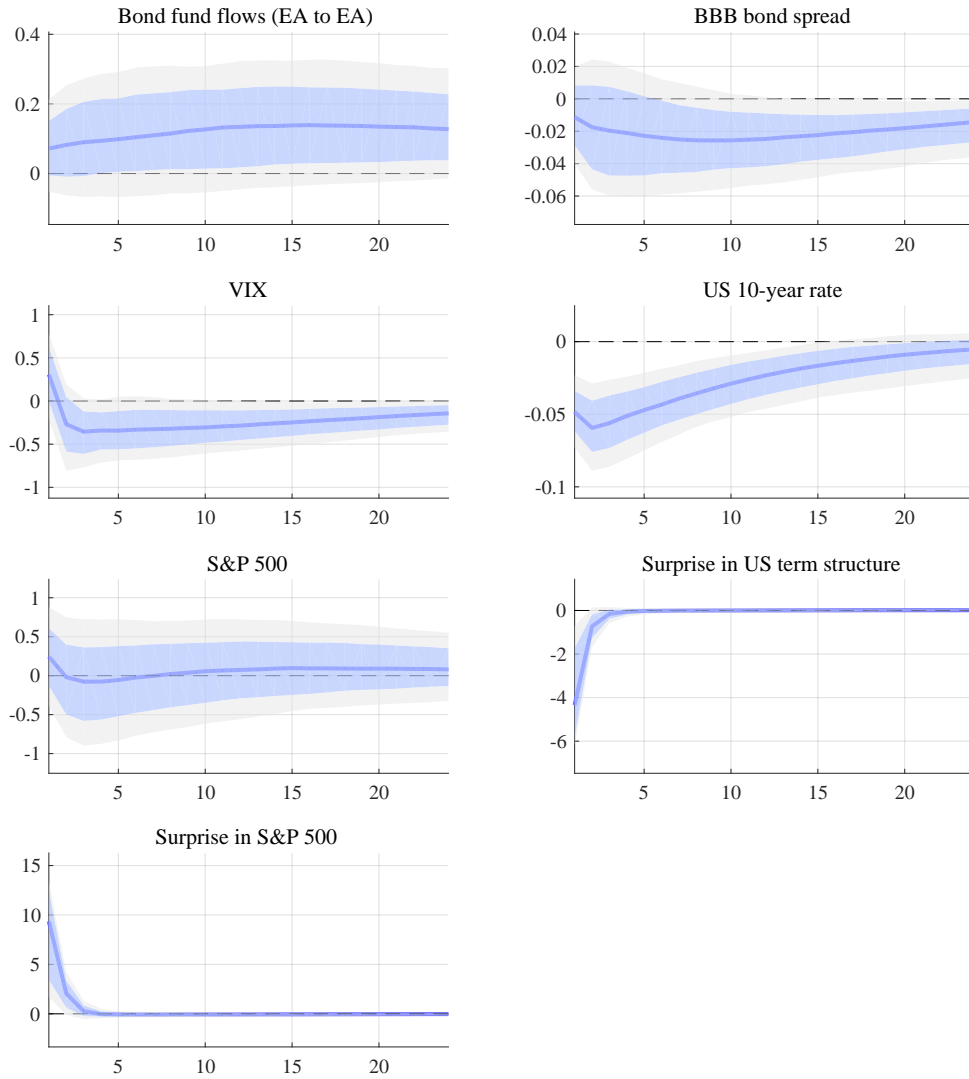 Bond fund flows (EA to EA)
0.4
0.2
0
5 10 15 20
BBB bond spread
0.04
0.02
0
-0.02
-0.04
-0.06
5 10 15 20
VIX
1
0.5
0
-0.5
-1
5 10 15 20
US 10-year rate
0
-0.05
-0.1
5 10 15 20
S&P 500
1
0.5
0
-0.5
-1
5 10 15 20
Surprise in US term structure
0
-2
-4
-6
5 10 15 20
Surprise in S&P 500
15
10
5
0
5 10 15 20